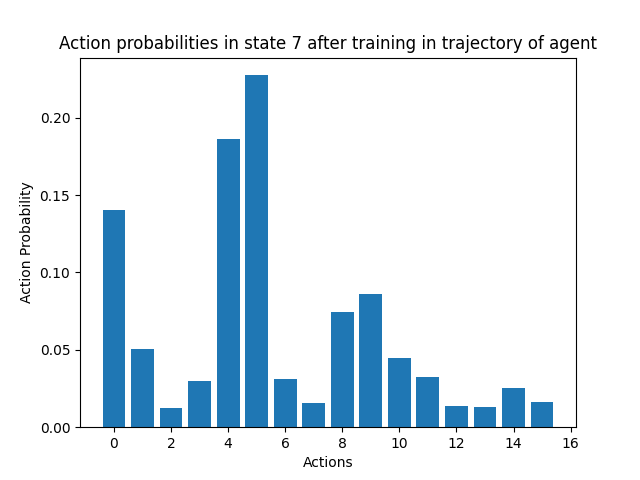 Action probabilities in state 7 after training in trajectory of agent
0.20
0.15
0.10
0.05
0.00
Action Probability
0 2 4 6 8 10 12 14 16
Actions